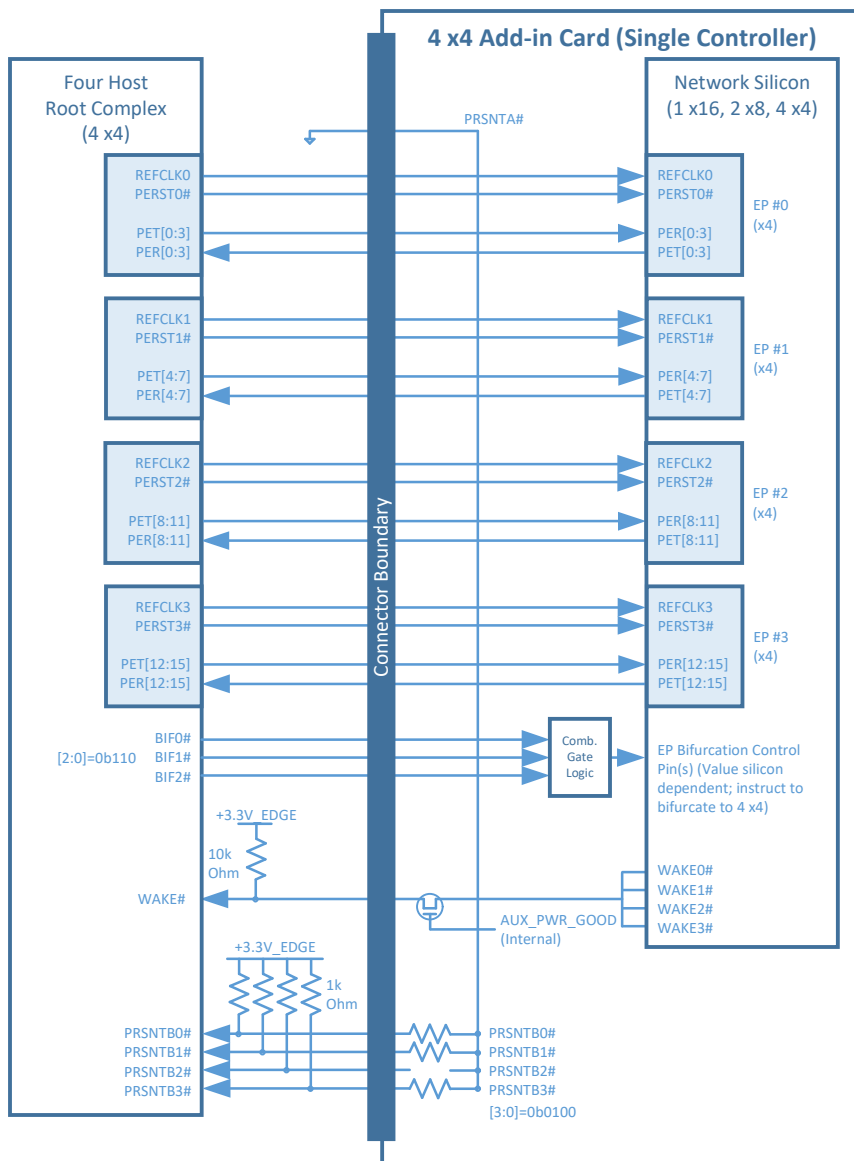 4 x4 Add-in Card (Single Controller)
Four Host
Root Complex
(4 x4)
Network Silicon
(1 x16, 2 x8, 4 x4)
PRSNTA#
Connector Boundary
REFCLK0
PERST0#
PET[0:3]
PER[0:3]
REFCLK0
PERST0#
PER[0:3]
PET[0:3]
EP #0
(x4)
REFCLK1
PERST1#
PET[4:7]
PER[4:7]
REFCLK1
PERST1#
PER[4:7]
PET[4:7]
EP #1
(x4)
REFCLK2
PERST2#
PET[8:11]
PER[8:11]
REFCLK2
PERST2#
PER[8:11]
PET[8:11]
EP #2
(x4)
REFCLK3
PERST3#
PET[12:15]
PER[12:15]
REFCLK3
PERST3#
PER[12:15]
PET[12:15]
EP #3
(x4)
[2:0]=0b110
BIF0#
BIF1#
BIF2#
Comb.
Gate
Logic
EP Bifurcation Control
Pin(s) (Value silicon
dependent; instruct to
bifurcate to 4 x4)
+3.3V_EDGE
10k
Ohm
WAKE#
AUX_PWR_GOOD
(Internal)
WAKE0#
WAKE1#
WAKE2#
WAKE3#
+3.3V_EDGE
1k
Ohm
PRSNTB0#
PRSNTB1#
PRSNTB2#
PRSNTB3#
PRSNTB0#
PRSNTB1#
PRSNTB2#
PRSNTB3#
[3:0]=0b0100